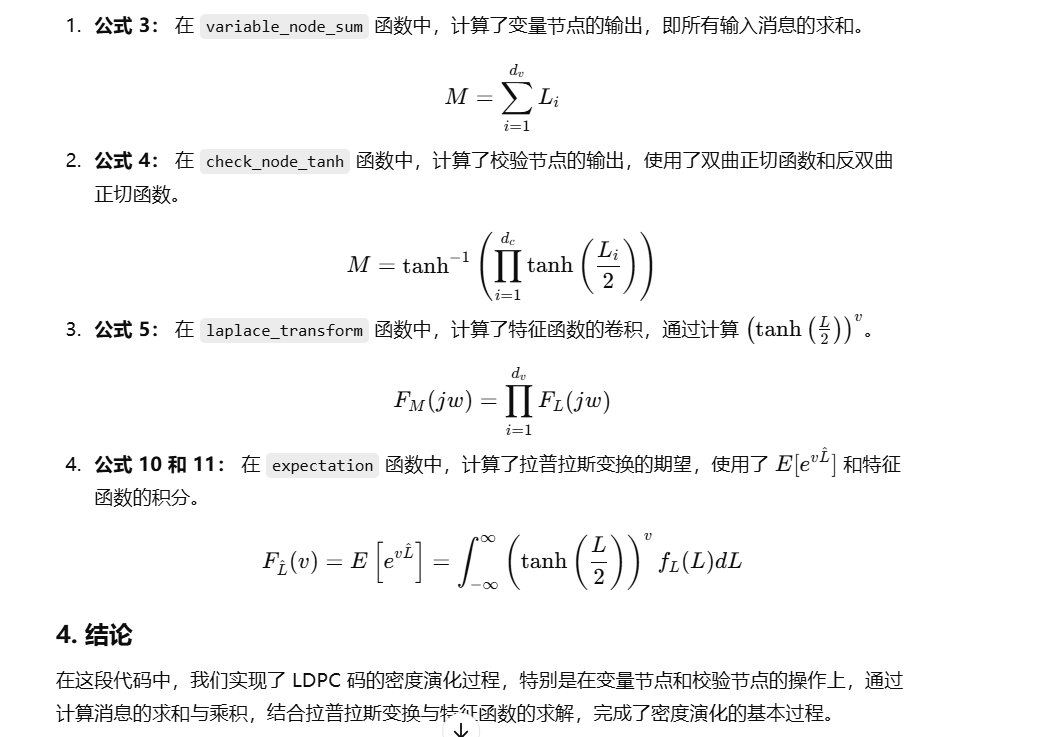 1. 公式 3： 在 variable_node_sum 函数中，计算了变量节点的输出，即所有输入消息的求和。
M = \sum_{i=1}^{d_v} L_i
2. 公式 4： 在 check_node_tanh 函数中，计算了校验节点的输出，使用了双曲正切函数和反双曲
正切函数。
M = \tanh^{-1} \left( \prod_{i=1}^{d_c} \tanh \left( \frac{L_i}{2} \right) \right)
3. 公式 5： 在 laplace_transform 函数中，计算了特征函数的卷积，通过计算 (\tanh (\frac{L}{2}))^v。
F_M(jw) = \prod_{i=1}^{d_v} F_L(jw)
4. 公式 10 和 11： 在 expectation 函数中，计算了拉普拉斯变换的期望，使用了 E[e^{v\hat{L}}] 和特征
函数的积分。
F_{\hat{L}}(v) = E \left[ e^{v\hat{L}} \right] = \int_{-\infty}^{\infty} \left( \tanh \left( \frac{L}{2} \right) \right)^v f_L(L) dL
4. 结论
在这段代码中，我们实现了 LDPC 码的密度演化过程，特别是在变量节点和校验节点的操作上，通过
计算消息的求和与乘积，结合拉普拉斯变换与特征函数的求解，完成了密度演化的基本过程。